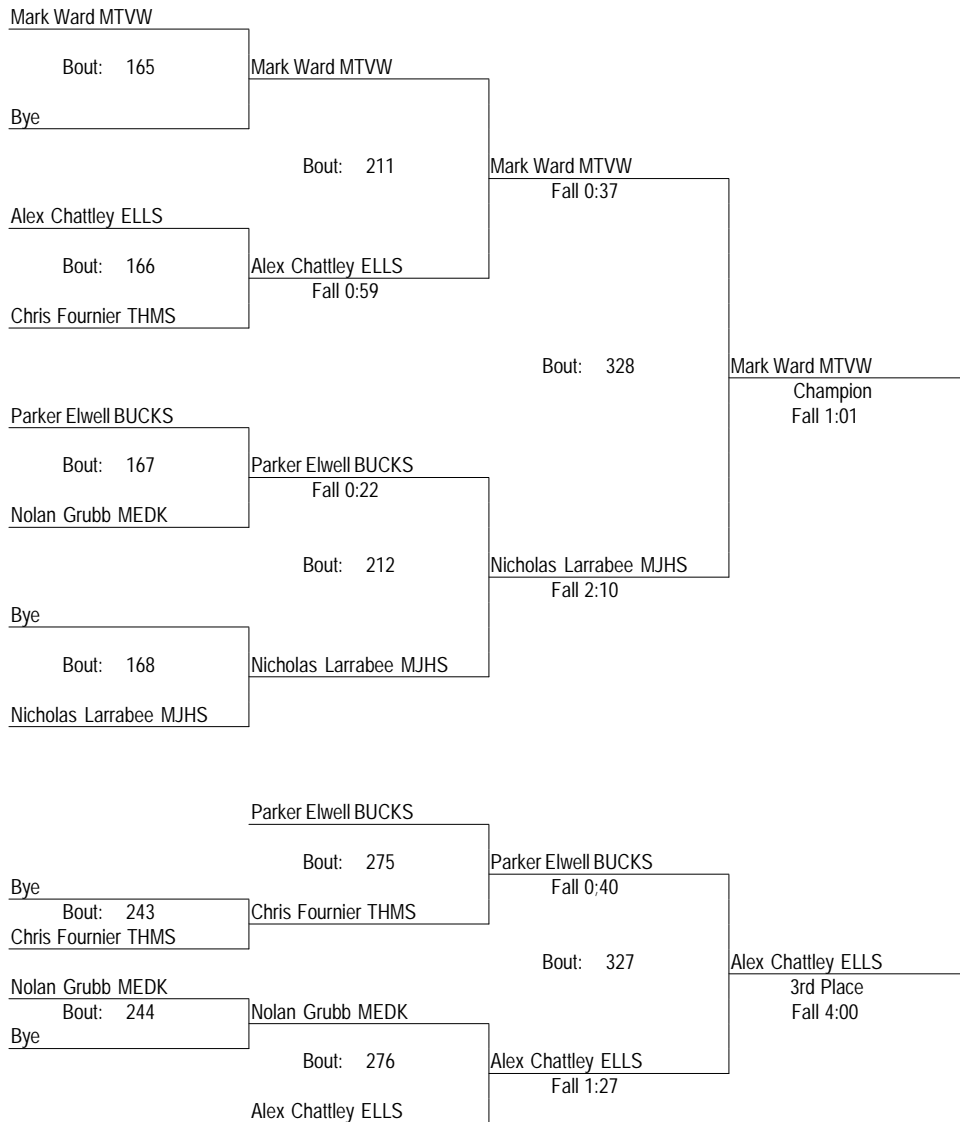 Mark Ward MTVW
Bout: 165
Mark Ward MTVW
Bye
Bout: 211
Mark Ward MTVW
Fall 0:37
Alex Chattley ELLS
Bout: 166
Alex Chattley ELLS
Fall 0:59
Chris Fournier THMS
Bout: 328
Mark Ward MTVW
Champion
Fall 1:01
Parker Elwell BUCKS
Bout: 167
Parker Elwell BUCKS
Fall 0:22
Nolan Grubb MEDK
Bout: 212
Nicholas Larrabee MJHS
Fall 2:10
Bye
Bout: 168
Nicholas Larrabee MJHS
Nicholas Larrabee MJHS
Parker Elwell BUCKS
Bout: 275
Parker Elwell BUCKS
Fall 0;40
Bye
Bout: 243
Chris Fournier THMS
Chris Fournier THMS
Bout: 327
Alex Chattley ELLS
3rd Place
Fall 4:00
Nolan Grubb MEDK
Bout: 244
Nolan Grubb MEDK
Bye
Bout: 276
Alex Chattley ELLS
Fall 1:27
Alex Chattley ELLS